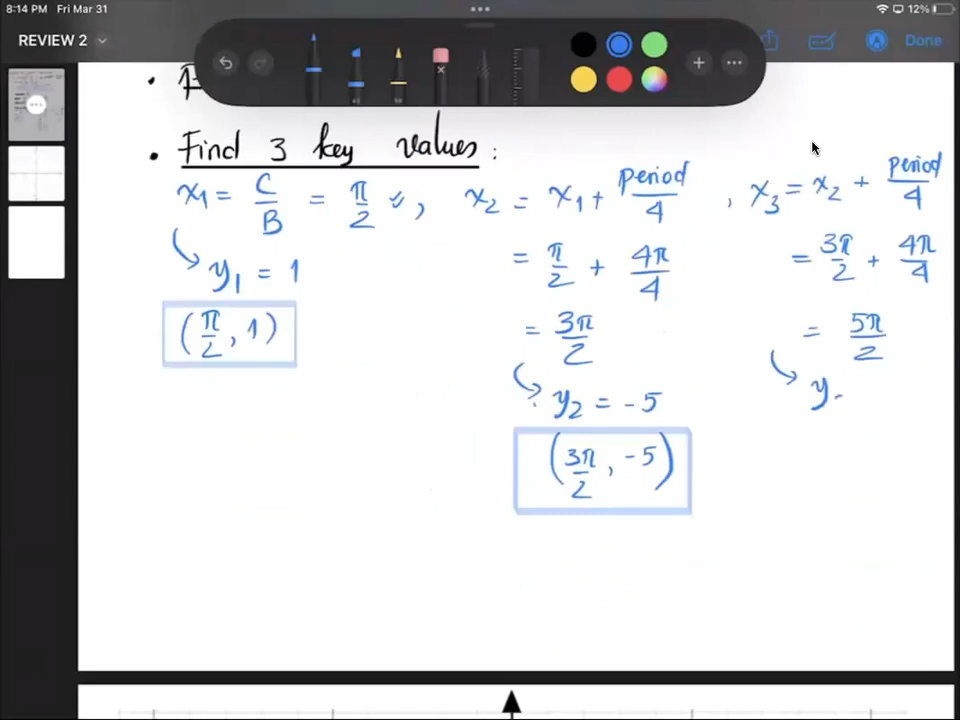 8:14 PM Fri Mar 31
12%
REVIEW 2
Done
• Find 3 key values :
x1 = C/B = π/2 ✓, x2 = x1 + period/4 , x3 = x2 + period/4
↳ y1 = 1
= π/2 + 4π/4
= 3π/2 + 4π/4
(π/2, 1)
= 3π/2
= 5π/2
↳ y2 = -5
↳ y
(3π/2, -5)